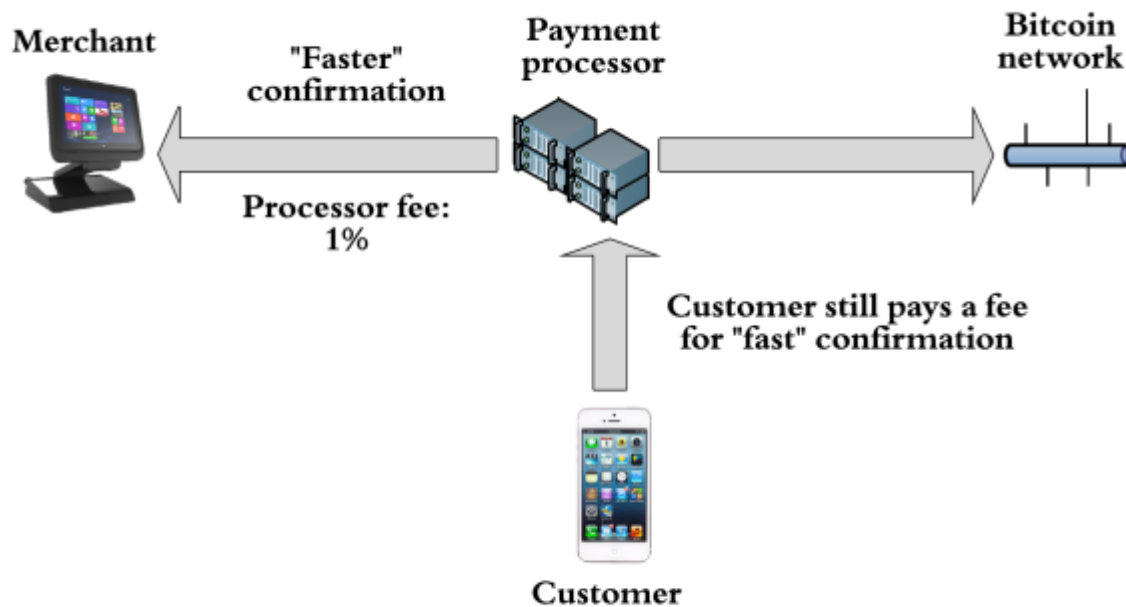 Merchant
"Faster"
confirmation
Payment
processor
Bitcoin
network
Processor fee:
1%
Customer still pays a fee
for "fast" confirmation
Customer